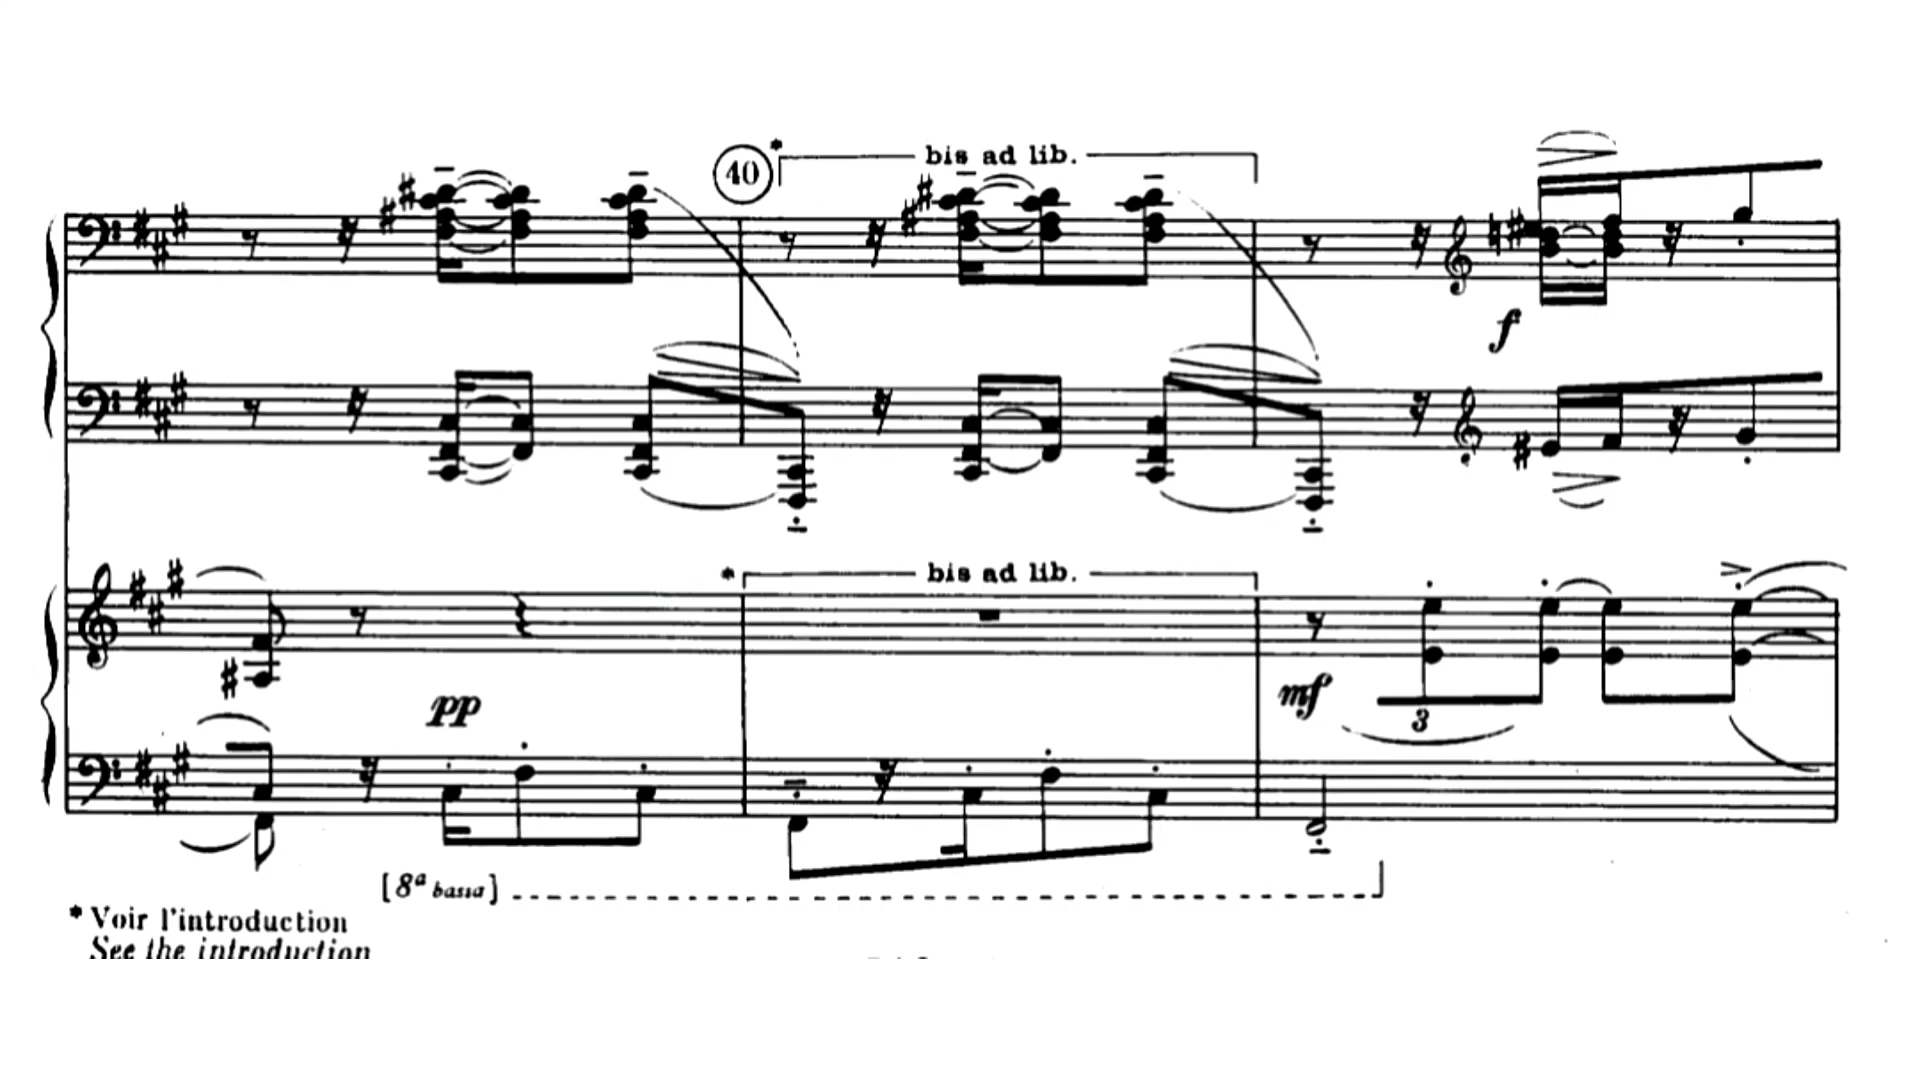 40 * bis ad lib.
f
* bis ad lib.
pp
mf
3
[8ª bassa]
* Voir l'introduction
See the introduction